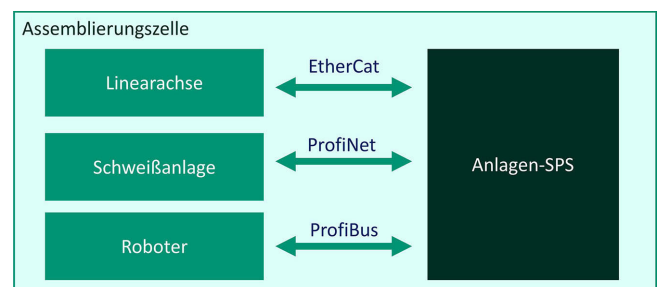 Assemblierungszelle
Linearachse
EtherCat
Schweißanlage
ProfiNet
Anlagen-SPS
Roboter
ProfiBus